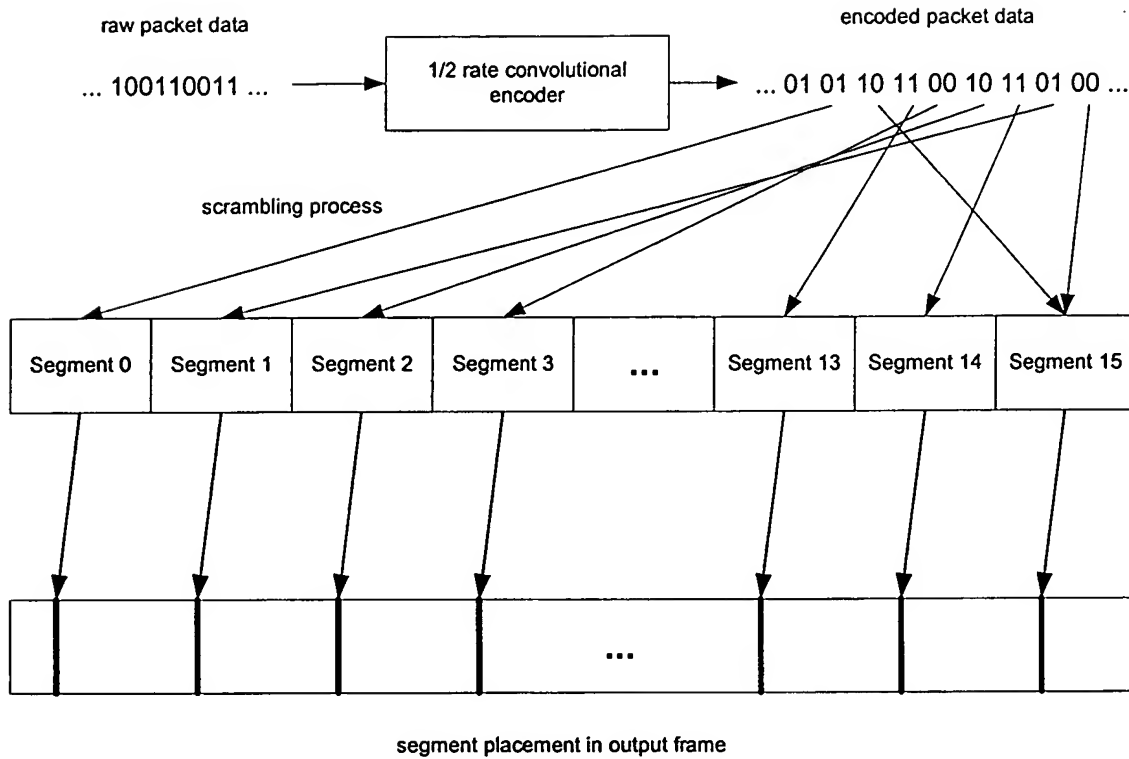 raw packet data
encoded packet data
... 100110011 ...
1/2 rate convolutional
encoder
... 01 01 10 11 00 10 11 01 00 ...
scrambling process
Segment 0
Segment 1
Segment 2
Segment 3
...
Segment 13
Segment 14
Segment 15
...
segment placement in output frame